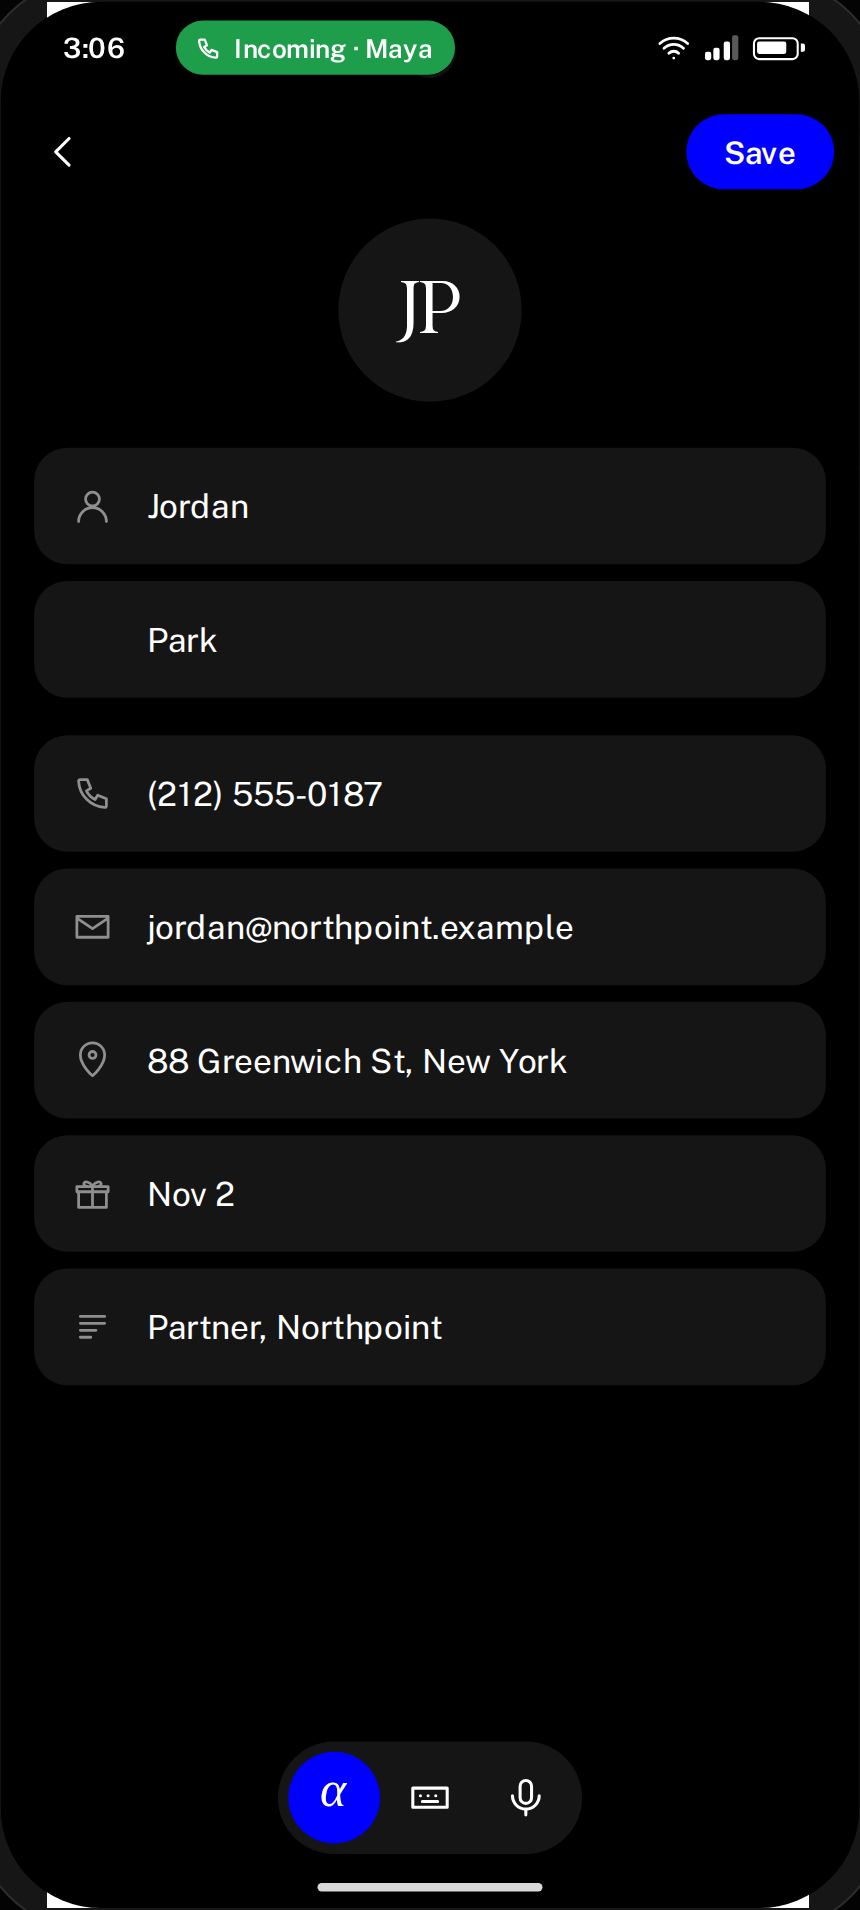 3:06
Incoming · Maya
Save
JP
Jordan
Park
(212) 555-0187
jordan@northpoint.example
88 Greenwich St, New York
Nov 2
Partner, Northpoint
α